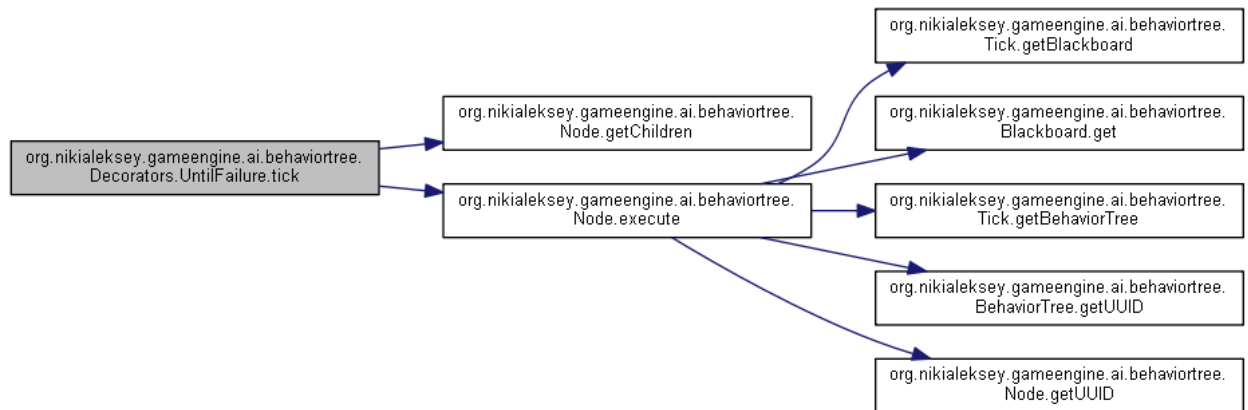 org.nikialeksey.gameengine.ai.behaviortree.
Decorators.UntilFailure.tick
org.nikialeksey.gameengine.ai.behaviortree.
Node.getChildren
org.nikialeksey.gameengine.ai.behaviortree.
Node.execute
org.nikialeksey.gameengine.ai.behaviortree.
Tick.getBlackboard
org.nikialeksey.gameengine.ai.behaviortree.
Blackboard.get
org.nikialeksey.gameengine.ai.behaviortree.
Tick.getBehaviorTree
org.nikialeksey.gameengine.ai.behaviortree.
BehaviorTree.getUUID
org.nikialeksey.gameengine.ai.behaviortree.
Node.getUUID